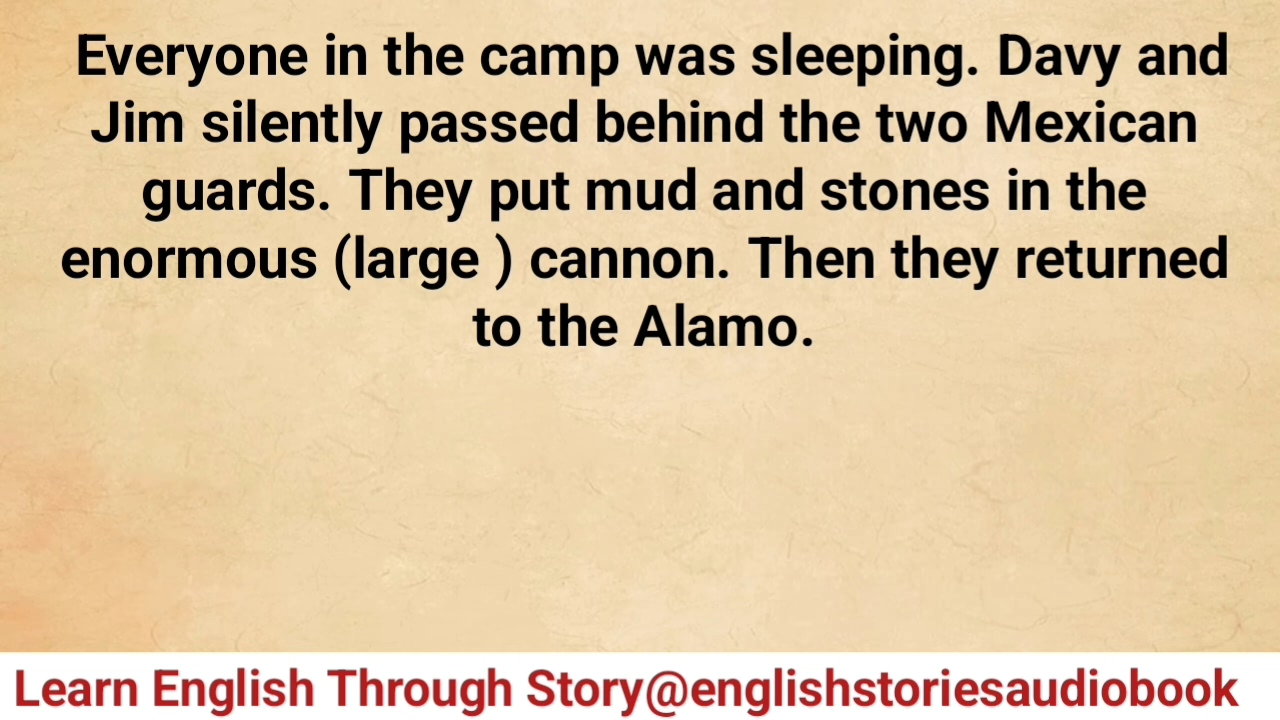 Everyone in the camp was sleeping. Davy and
Jim silently passed behind the two Mexican
guards. They put mud and stones in the
enormous (large ) cannon. Then they returned
to the Alamo.
Learn English Through Story@englishstoriesaudiobook